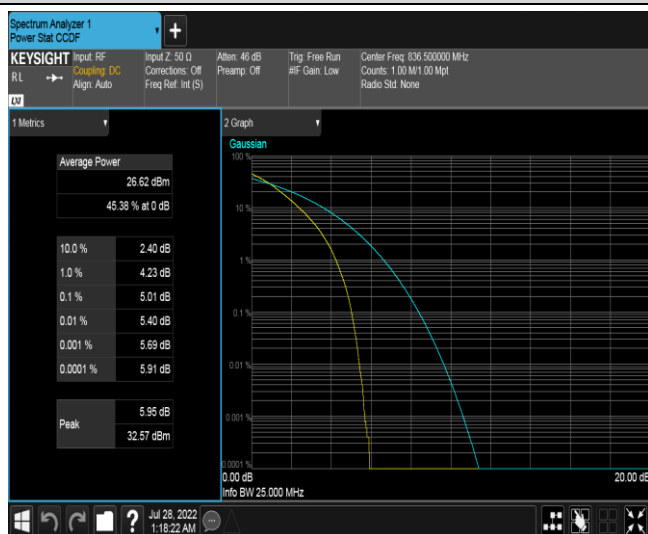 Spectrum Analyzer 1
Power Stat CCDF
+
KEYSIGHT
R L
LXI
Input: RF
Coupling: DC
Align: Auto
Input Z: 50 Ω
Corrections: Off
Freq Ref: Int (S)
Atten: 46 dB
Preamp: Off
Trig: Free Run
#IF Gain: Low
Center Freq: 836.500000 MHz
Counts: 1.00 M/1.00 Mpt
Radio Std: None
1 Metrics
Average Power
26.62 dBm
45.38 % at 0 dB
10.0 % 2.40 dB
1.0 % 4.23 dB
0.1 % 5.01 dB
0.01 % 5.40 dB
0.001 % 5.69 dB
0.0001 % 5.91 dB
Peak
5.95 dB
32.57 dBm
2 Graph
Gaussian
100 %
10 %
1 %
0.1 %
0.01 %
0.001 %
0.0001 %
0.00 dB 20.00 dB
Info BW 25.000 MHz
?
Jul 28, 2022
1:18:22 AM